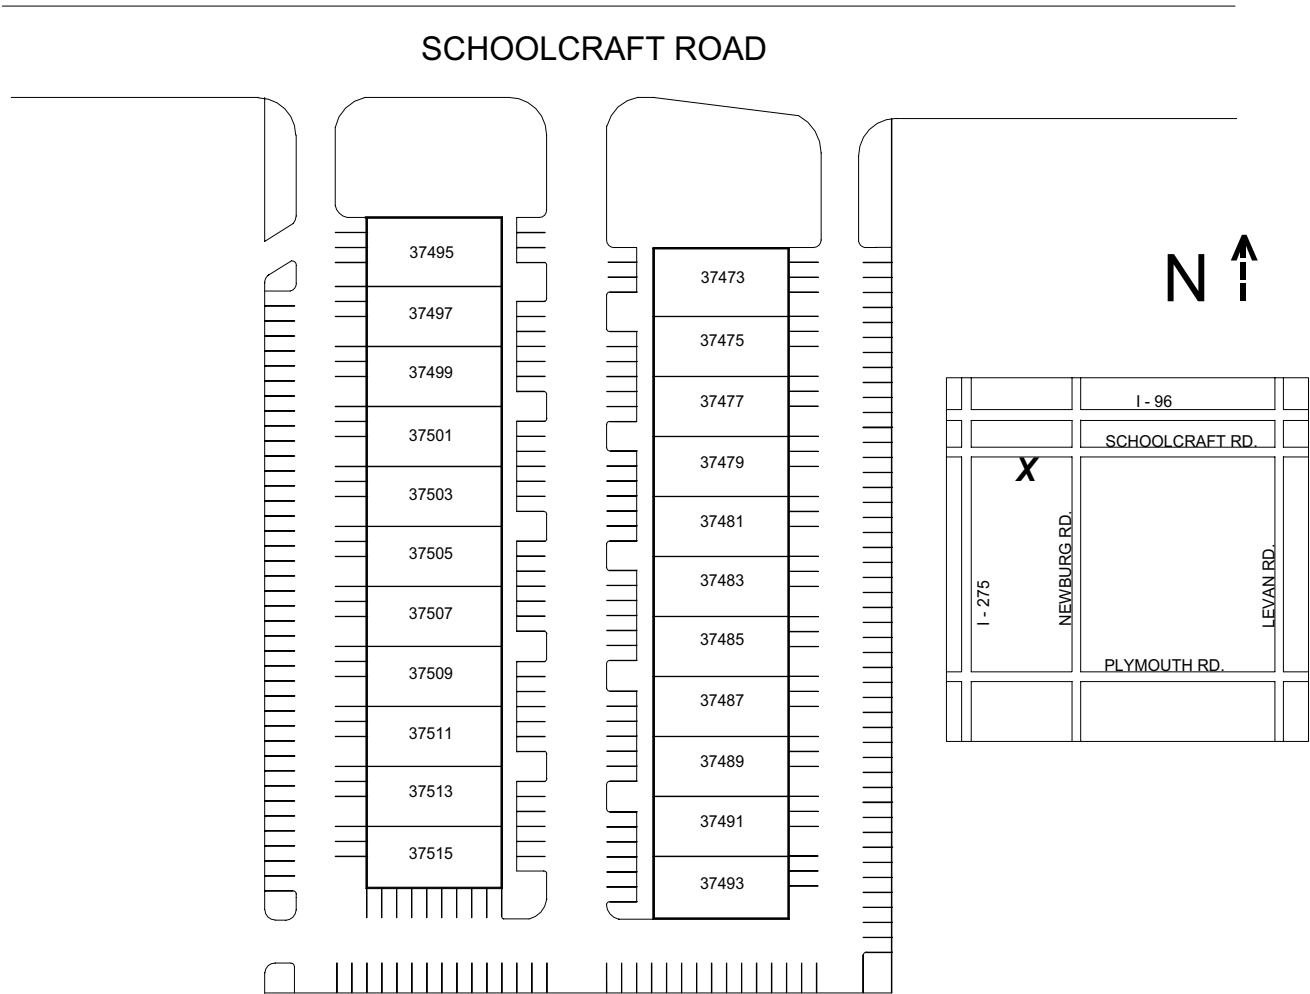 SCHOOLCRAFT ROAD
37495
37497
37499
37501
37503
37505
37507
37509
37511
37513
37515
37473
37475
37477
37479
37481
37483
37485
37487
37489
37491
37493
N
I - 96
SCHOOLCRAFT RD.
X
I - 275
NEWBURG RD.
LEVAN RD.
PLYMOUTH RD.